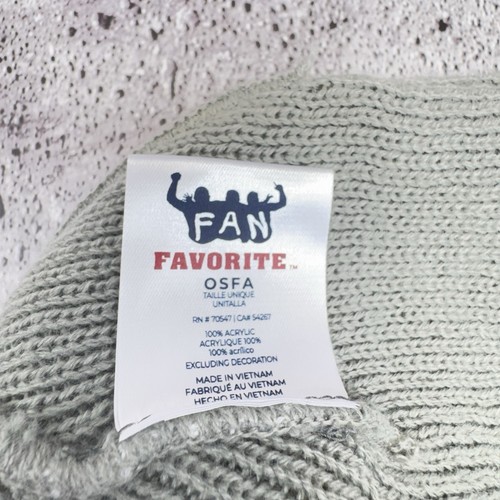 FAN
FAVORITE™
OSFA
TAILLE UNIQUE
UNITALLA
RN # 70547 | CA# 54267
100% ACRYLIC
ACRYLIQUE 100%
100% acrílico
EXCLUDING DECORATION
MADE IN VIETNAM
FABRIQUÉ AU VIETNAM
HECHO EN VIETNAM